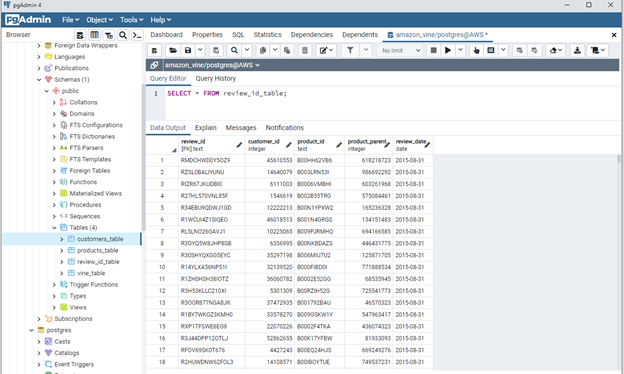 pgAdmin 4
pgAdmin File Object Tools Help
Browser
Dashboard Properties SQL Statistics Dependencies Dependents amazon_vine/postgres@AWS *
No limit
amazon_vine/postgres@AWS
Query Editor Query History
1 SELECT * FROM review_id_table;
Data Output Explain Messages Notifications
Foreign Data Wrappers
Languages
Publications
Schemas (1)
public
Collations
Domains
FTS Configurations
FTS Dictionaries
FTS Parsers
FTS Templates
Foreign Tables
Functions
Materialized Views
Procedures
1..3 Sequences
Tables (4)
customers_table
products_table
review_id_table
vine_table
Trigger Functions
Types
Views
Subscriptions
postgres
Casts
Catalogs
Event Triggers
review_id customer_id product_id product_parent review_date
[PK] text integer text integer date
1 RMDCHWD0Y5OZ9 45610553 B00HH62VB6 618218723 2015-08-31
2 RZSL0BALIYUNU 14640079 B003LRN53I 986692292 2015-08-31
3 RIZR67JKUDBI0 6111003 B0006VMBHI 603261968 2015-08-31
4 R27HL570VNL85F 1546619 B002B55TRG 575084461 2015-08-31
5 R34EBU9QDWJ1GD 12222213 B00N1YPXW2 165236328 2015-08-31
6 R1WCUI4Z1SIQEO 46018513 B001N4GRGS 134151483 2015-08-31
7 RL5LNO26GAVJ1 10225065 B009PJRMHQ 694166585 2015-08-31
8 R3GYQ5W8JHP8SB 6356995 B00NKBDAZS 446431775 2015-08-31
9 R30SHYQXGG5EYC 35297198 B006MIU7U2 125871705 2015-08-31
10 R14YLXA56NP51I 32139520 B000FIBD0I 771888534 2015-08-31
11 R1ZH0HSH38IOTZ 36060782 B0002E52GG 68535945 2015-08-31
12 R3H53KLLC210XI 5301309 B00RZIH52G 725541773 2015-08-31
13 R3OOR877NGA8JK 37472935 B001792BAU 46570323 2015-08-31
14 R1BY7WKOZ3KMH0 33578270 B009GSKW1Y 547963417 2015-08-31
15 RXP1TFSWE8EG9 22070226 B0002F4TKA 436074323 2015-08-31
16 R3J44DPP12OTLJ 52862655 B00K17YFBW 81933093 2015-08-31
17 RFOV69SK0T676 4427243 B00EQ24HJS 669249276 2015-08-31
18 R2HUWDNW62FOL3 14108571 B00IBOYTUE 749537231 2015-08-31